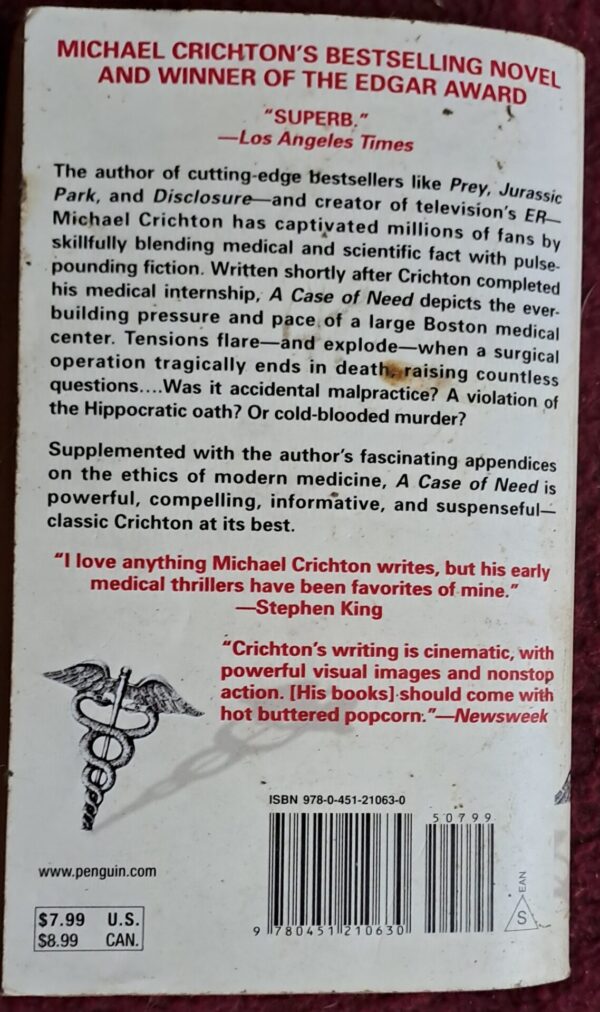 MICHAEL CRICHTON'S BESTSELLING NOVEL
AND WINNER OF THE EDGAR AWARD
"SUPERB."
—Los Angeles Times
The author of cutting-edge bestsellers like Prey, Jurassic
Park, and Disclosure—and creator of television's ER—
Michael Crichton has captivated millions of fans by
skillfully blending medical and scientific fact with pulse-
pounding fiction. Written shortly after Crichton completed
his medical internship, A Case of Need depicts the ever-
building pressure and pace of a large Boston medical
center. Tensions flare—and explode—when a surgical
operation tragically ends in death, raising countless
questions....Was it accidental malpractice? A violation of
the Hippocratic oath? Or cold-blooded murder?
Supplemented with the author's fascinating appendices
on the ethics of modern medicine, A Case of Need is
powerful, compelling, informative, and suspenseful—
classic Crichton at its best.
"I love anything Michael Crichton writes, but his early
medical thrillers have been favorites of mine."
—Stephen King
"Crichton's writing is cinematic, with
powerful visual images and nonstop
action. [His books] should come with
hot buttered popcorn."—Newsweek
ISBN 978-0-451-21063-0
50799
9 780451 210630
EAN
S
www.penguin.com
$7.99 U.S.
$8.99 CAN.